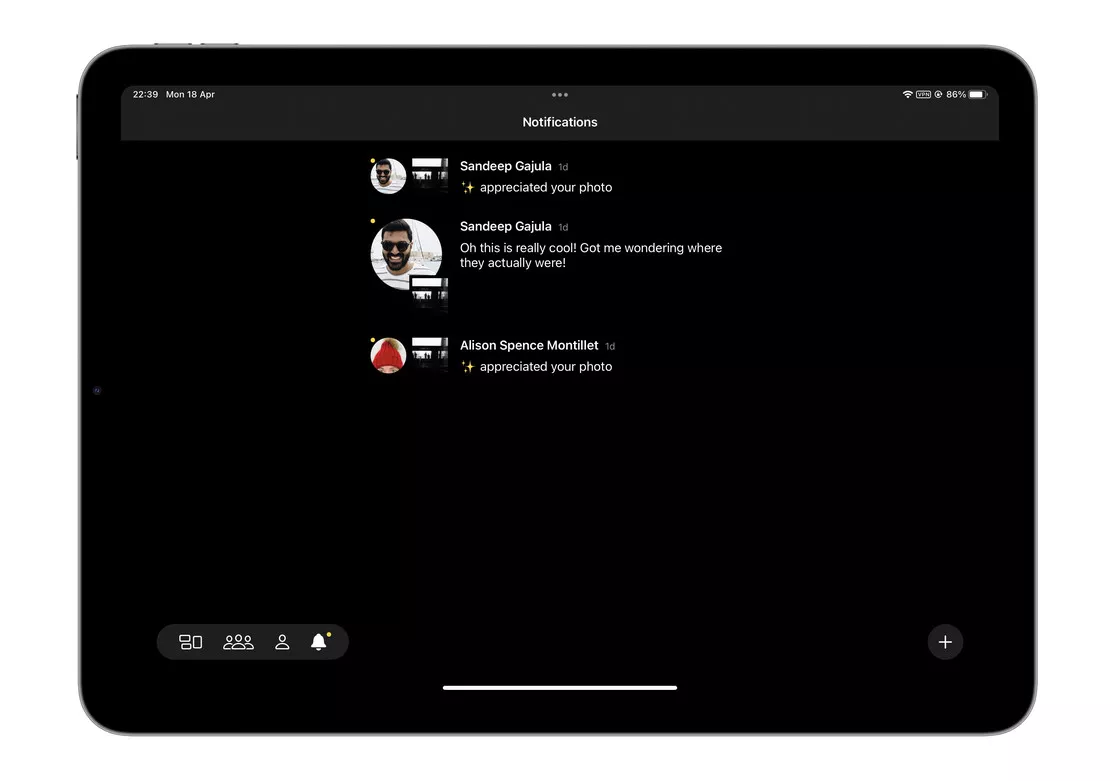 22:39 Mon 18 Apr
VPN 86%
Notifications
Sandeep Gajula 1d
✨ appreciated your photo
Sandeep Gajula 1d
Oh this is really cool! Got me wondering where
they actually were!
Alison Spence Montillet 1d
✨ appreciated your photo